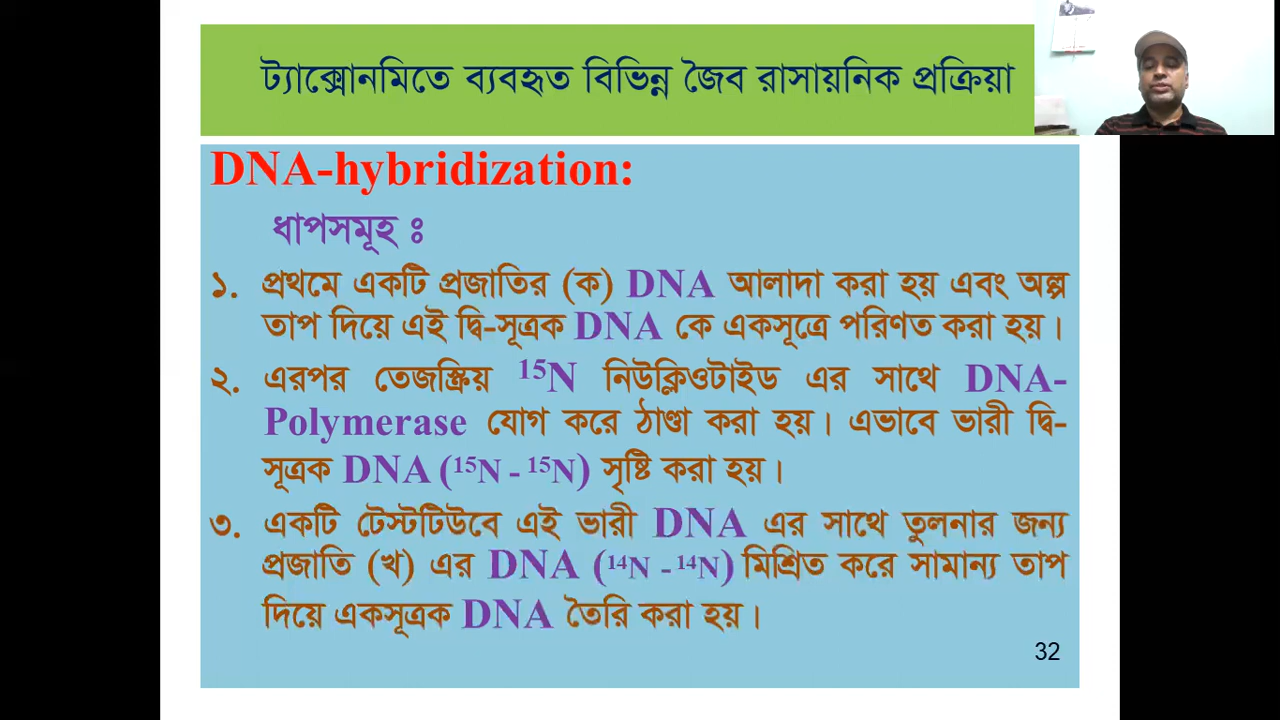 ট্যাক্সোনমিতে ব্যবহৃত বিভিন্ন জৈব রাসায়নিক প্রক্রিয়া
DNA-hybridization:
ধাপসমূহ ঃ
১. প্রথমে একটি প্রজাতির (ক) DNA আলাদা করা হয় এবং অল্প
তাপ দিয়ে এই দ্বি-সূত্রক DNA কে একসূত্রে পরিণত করা হয়।
২. এরপর তেজস্ক্রিয় ¹⁵N নিউক্লিওটাইড এর সাথে DNA-
Polymerase যোগ করে ঠাণ্ডা করা হয়। এভাবে ভারী দ্বি-
সূত্রক DNA (¹⁵N - ¹⁵N) সৃষ্টি করা হয়।
৩. একটি টেস্টটিউবে এই ভারী DNA এর সাথে তুলনার জন্য
প্রজাতি (খ) এর DNA (¹⁴N - ¹⁴N) মিশ্রিত করে সামান্য তাপ
দিয়ে একসূত্রক DNA তৈরি করা হয়।
32